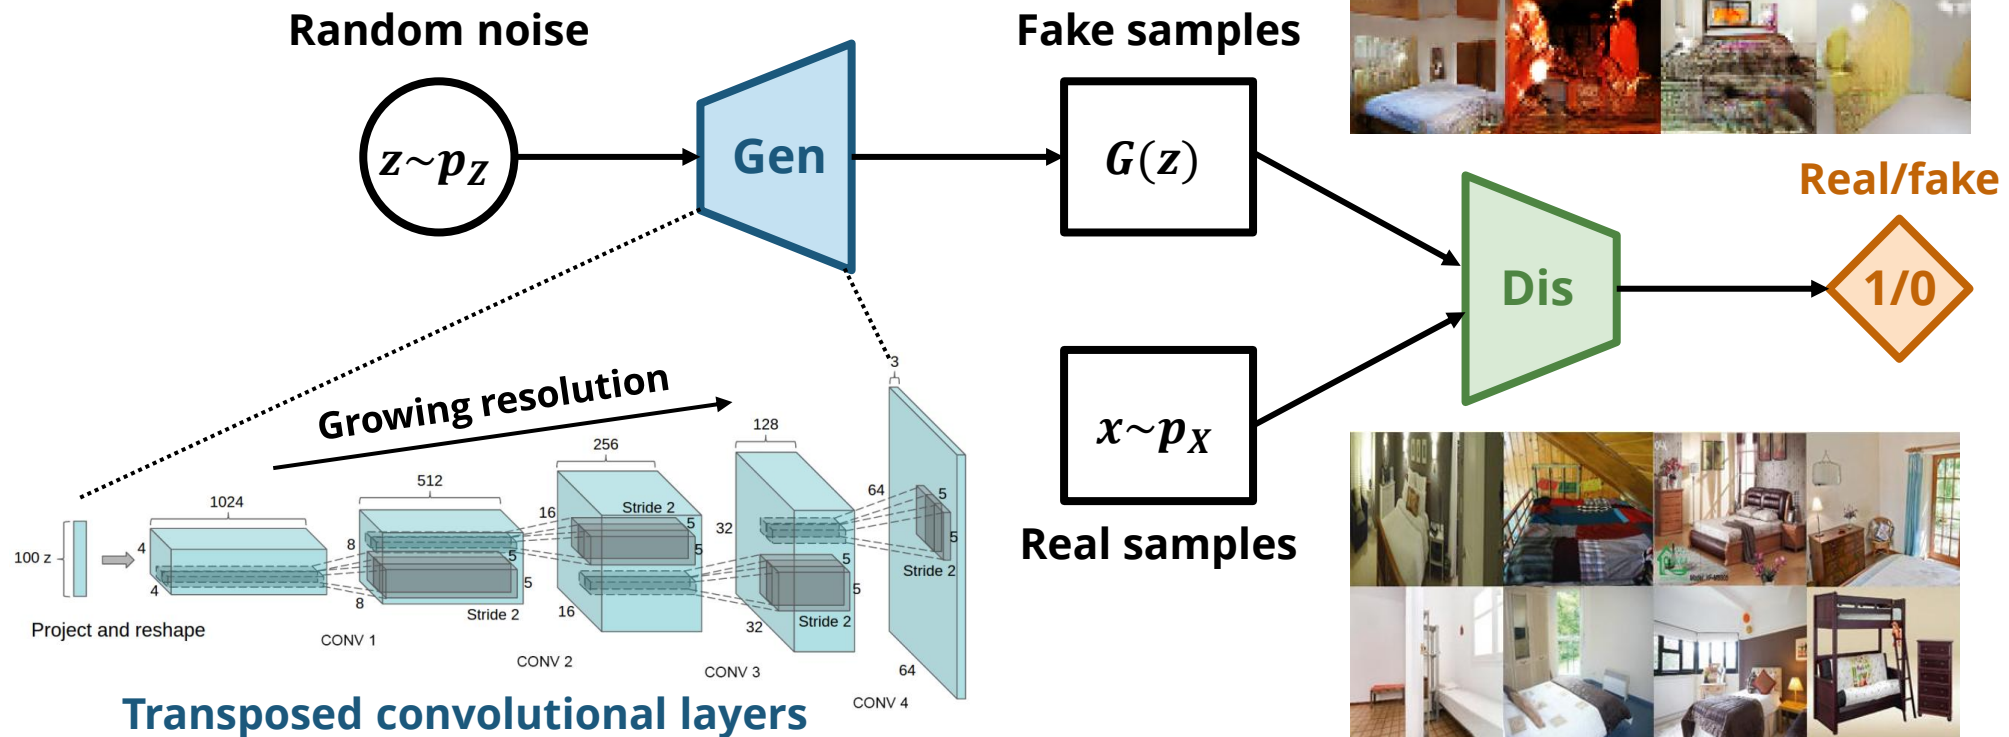 Random noise
Fake samples
z~p_Z
Gen
G(z)
Real/fake
Dis
1/0
x~p_X
Real samples
Growing resolution
3
128
256
512
1024
64
5
5
Stride 2
64
32
5
5
Stride 2
32
16
Stride 2
5
5
16
8
5
5
Stride 2
8
4
4
100 z
Project and reshape
CONV 1
CONV 2
CONV 3
CONV 4
Transposed convolutional layers